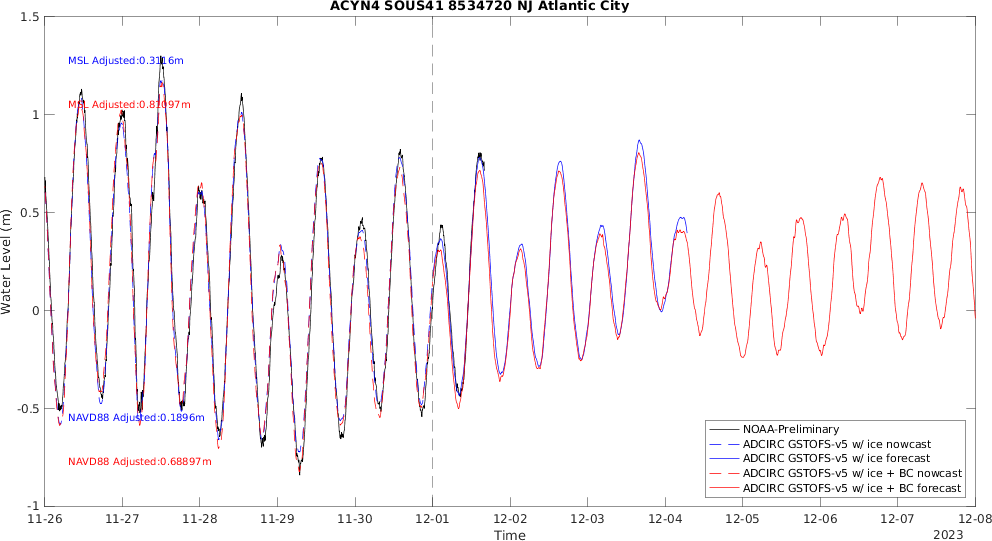 ACYN4 SOUS41 8534720 NJ Atlantic City
1.5
1
0.5
0
-0.5
-1
Water Level (m)
MSL Adjusted:0.3116m
NAVD88 Adjusted:0.1896m
NAVD88 Adjusted:0.68897m
NOAA-Preliminary
ADCIRC GSTOFS-v5 w/ ice nowcast
ADCIRC GSTOFS-v5 w/ ice forecast
ADCIRC GSTOFS-v5 w/ ice + BC nowcast
ADCIRC GSTOFS-v5 w/ ice + BC forecast
11-26 11-27 11-28 11-29 11-30 12-01 12-02 12-03 12-04 12-05 12-06 12-07 12-08
Time
2023